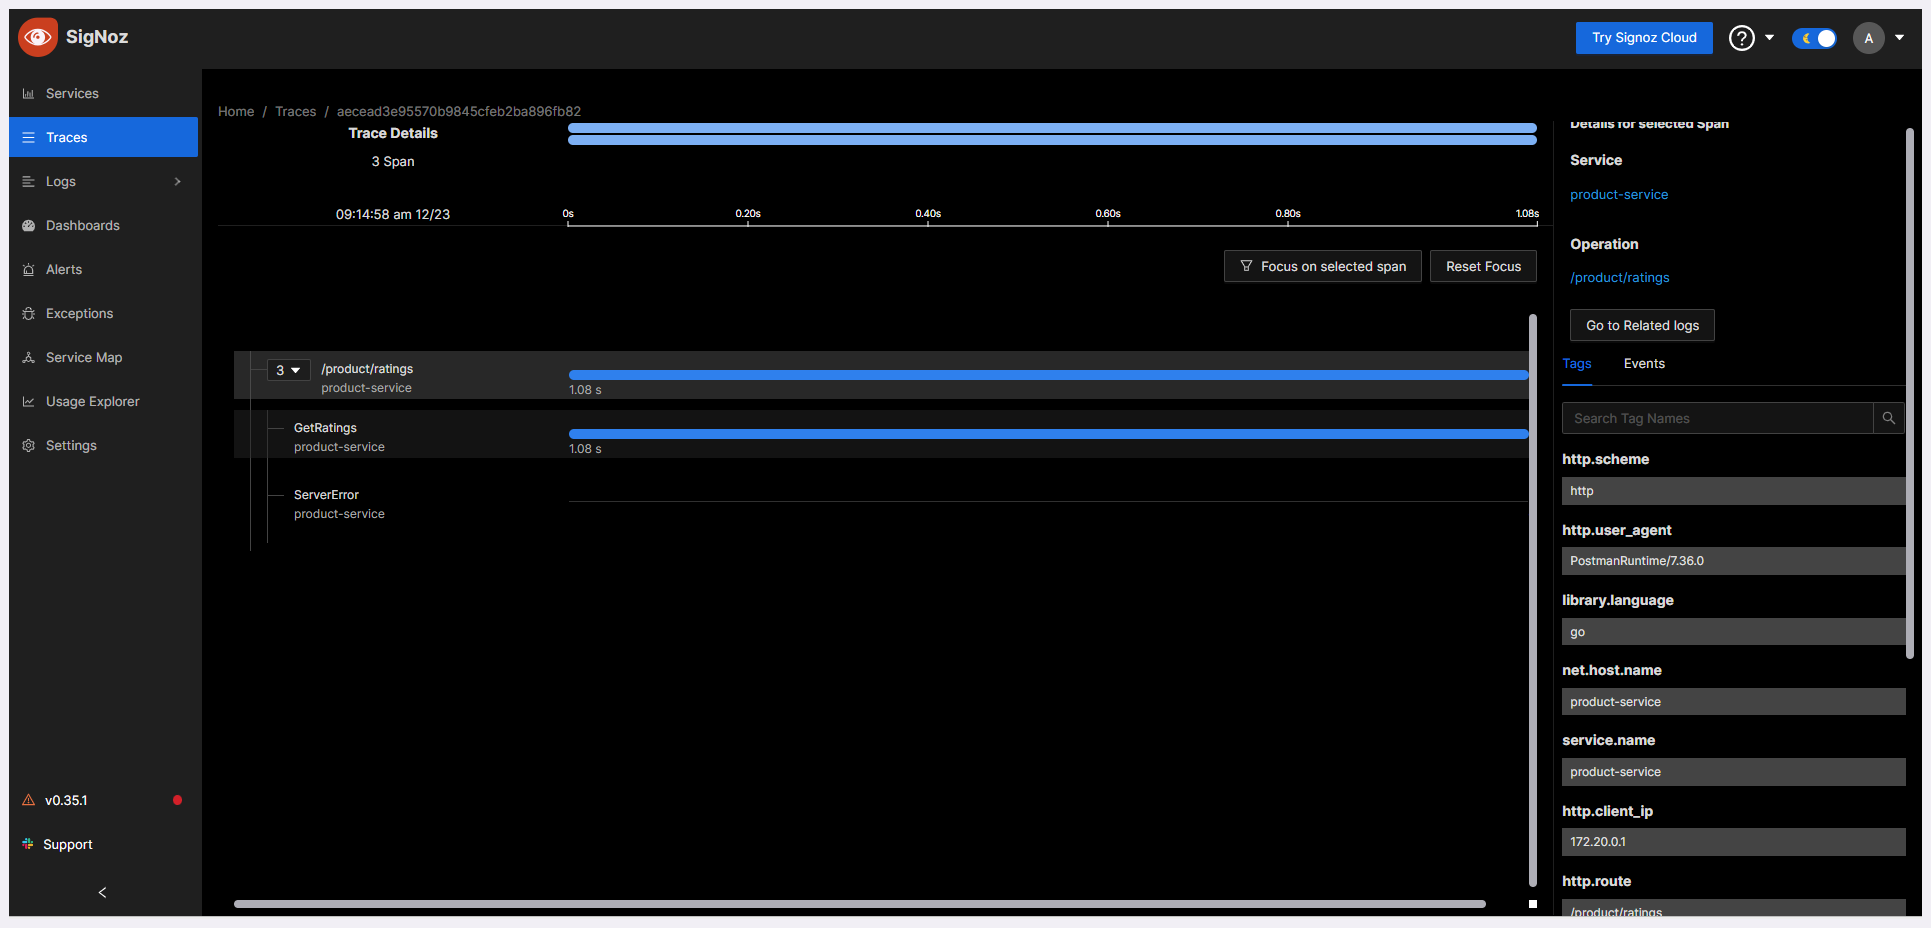 SigNoz
Try Signoz Cloud
A
Services
Traces
Logs
Dashboards
Alerts
Exceptions
Service Map
Usage Explorer
Settings
v0.35.1
Support
Home / Traces / aecead3e95570b9845cfeb2ba896fb82
Trace Details
3 Span
09:14:58 am 12/23
0s 0.20s 0.40s 0.60s 0.80s 1.08s
Focus on selected span
Reset Focus
3 /product/ratings
product-service
1.08 s
GetRatings
product-service
1.08 s
ServerError
product-service
Details for selected Span
Service
product-service
Operation
/product/ratings
Go to Related logs
Tags Events
Search Tag Names
http.scheme
http
http.user_agent
PostmanRuntime/7.36.0
library.language
go
net.host.name
product-service
service.name
product-service
http.client_ip
172.20.0.1
http.route
/product/ratings